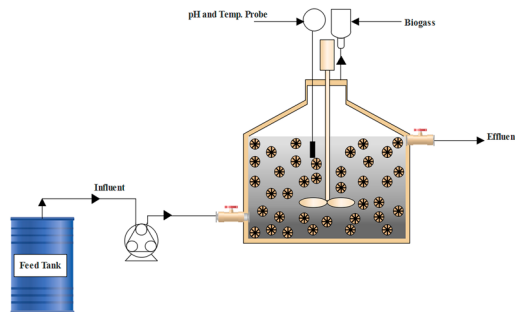 pH and Temp. Probe
Biogass
Effluen
Influent
Feed Tank